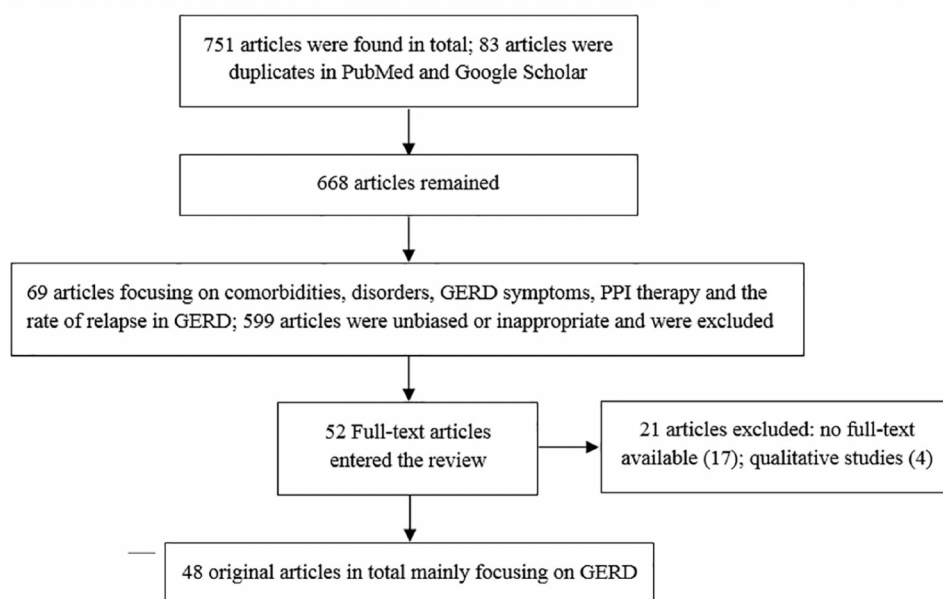 751 articles were found in total; 83 articles were
duplicates in PubMed and Google Scholar
668 articles remained
69 articles focusing on comorbidities, disorders, GERD symptoms, PPI therapy and the
rate of relapse in GERD; 599 articles were unbiased or inappropriate and were excluded
52 Full-text articles
entered the review
21 articles excluded: no full-text
available (17); qualitative studies (4)
48 original articles in total mainly focusing on GERD